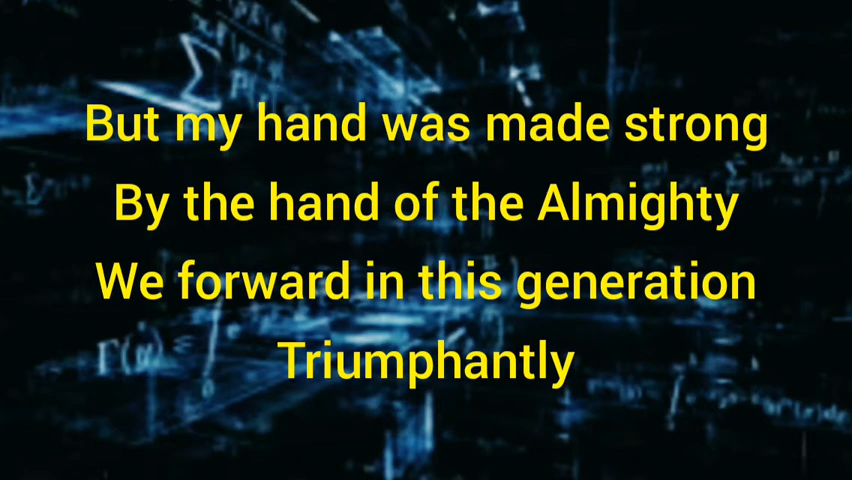 But my hand was made strong
By the hand of the Almighty
We forward in this generation
Triumphantly
Γ(η) =